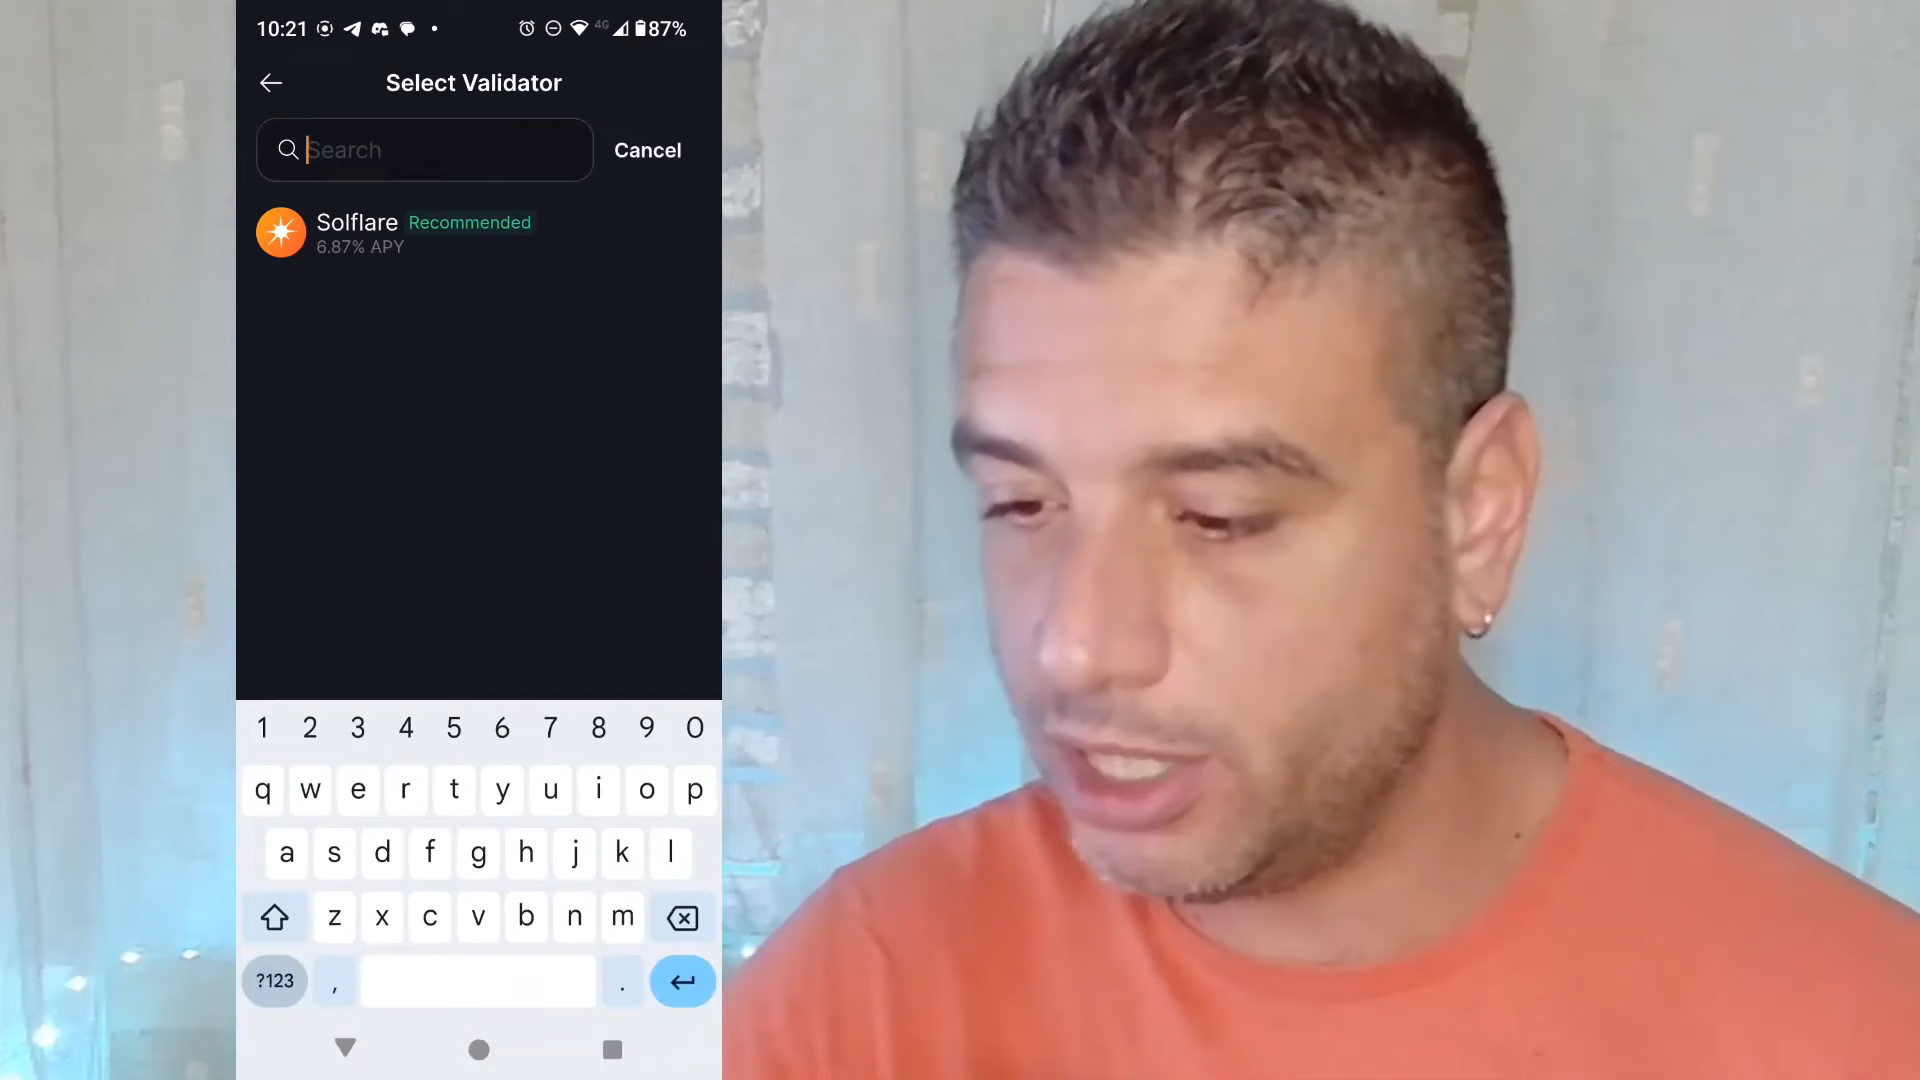 10:21 4G 87%
Select Validator
Search Cancel
Solflare Recommended
6.87% APY
1 2 3 4 5 6 7 8 9 0
q w e r t y u i o p
a s d f g h j k l
z x c v b n m
?123 , .